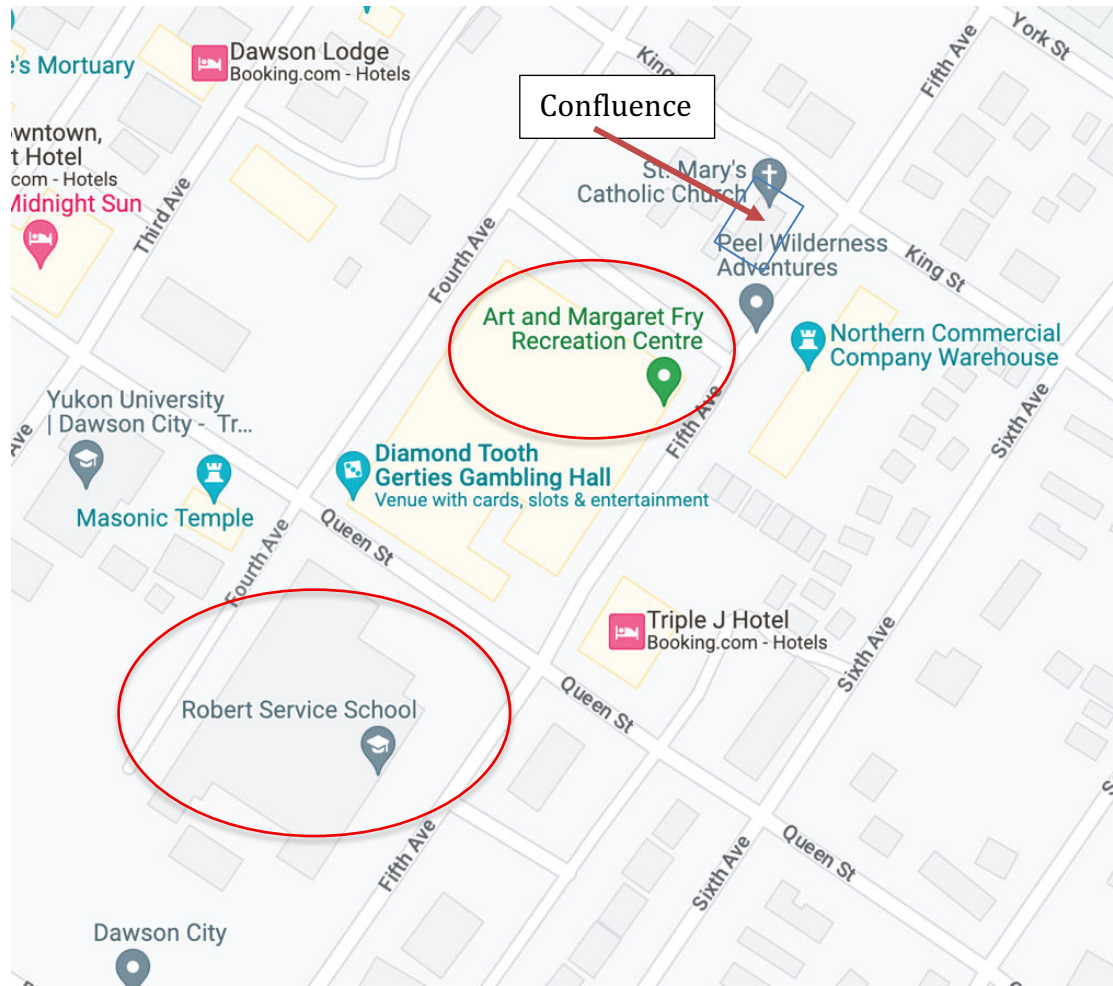 York St
Fifth Ave
Dawson Lodge
Booking.com - Hotels
e's Mortuary
King
Confluence
owntown,
t Hotel
com - Hotels
Midnight Sun
Third Ave
St. Mary's
Catholic Church
Fourth Ave
Peel Wilderness
Adventures
King St
Art and Margaret Fry
Recreation Centre
Northern Commercial
Company Warehouse
Sixth Ave
Fifth Ave
Yukon University
| Dawson City - Tr...
Ave
Diamond Tooth
Gerties Gambling Hall
Venue with cards, slots & entertainment
Masonic Temple
Queen St
Fourth Ave
Triple J Hotel
Booking.com - Hotels
Sixth Ave
Queen St
Robert Service School
Fifth Ave
Sixth Ave
Queen St
Dawson City